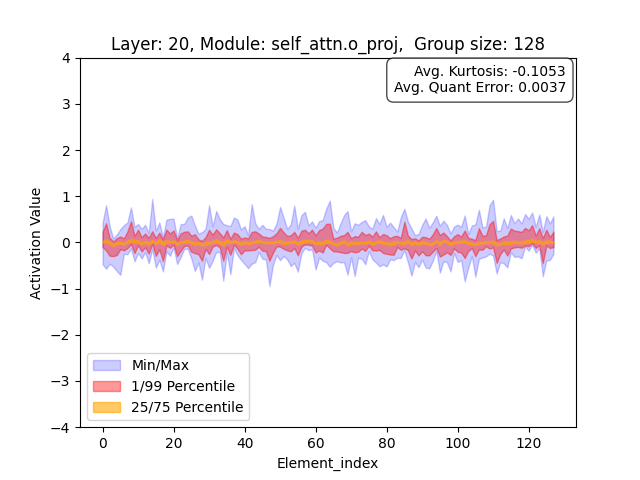 Layer: 20, Module: self_attn.o_proj,  Group size: 128
Avg. Kurtosis: -0.1053
Avg. Quant Error: 0.0037
Activation Value
4
3
2
1
0
−1
−2
−3
−4
Min/Max
1/99 Percentile
25/75 Percentile
0 20 40 60 80 100 120
Element_index